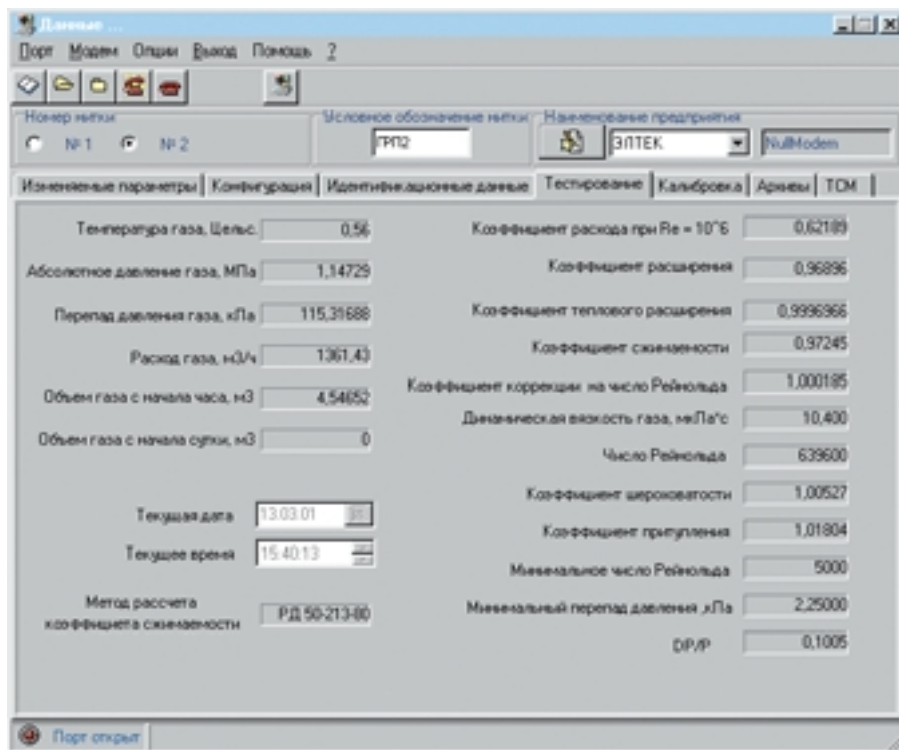 Данные ...
Порт Модем Опции Выход Помощь ?
Номер нитки Условное обозначение нитки Наименование предприятия
№ 1 № 2 ГРП2 ЭЛТЕК NullModem
Изменяемые параметры Конфигурация Идентификационные данные Тестирование Калибровка Архивы TCM
Температура газа, Цельс. 0,56
Абсолютное давление газа, МПа 1,14729
Перепад давления газа, кПа 115,31688
Расход газа, м3/ч 1361,43
Объем газа с начала часа, м3 4,54652
Объем газа с начала сутки, м3 0
Текущая дата 13.03.01
Текущее время 15:40:13
Метод рассчета
коэффициета сжимаемости РД 50-213-80
Коэффициент расхода при Re = 10^6 0,62189
Коэффициент расширения 0,96896
Коэффициент теплового расширения 0,9996966
Коэффициент сжимаемости 0,97245
Коэффициент коррекции на число Рейнольда 1,000185
Динамическая вязкость газа, мкПа*с 10,400
Число Рейнольда 639600
Коэффициент шероховатости 1,00527
Коэффициент притупления 1,01804
Минимальное число Рейнольда 5000
Минимальный перепад давления ,кПа 2,25000
DP/P 0,1005
Порт открыт